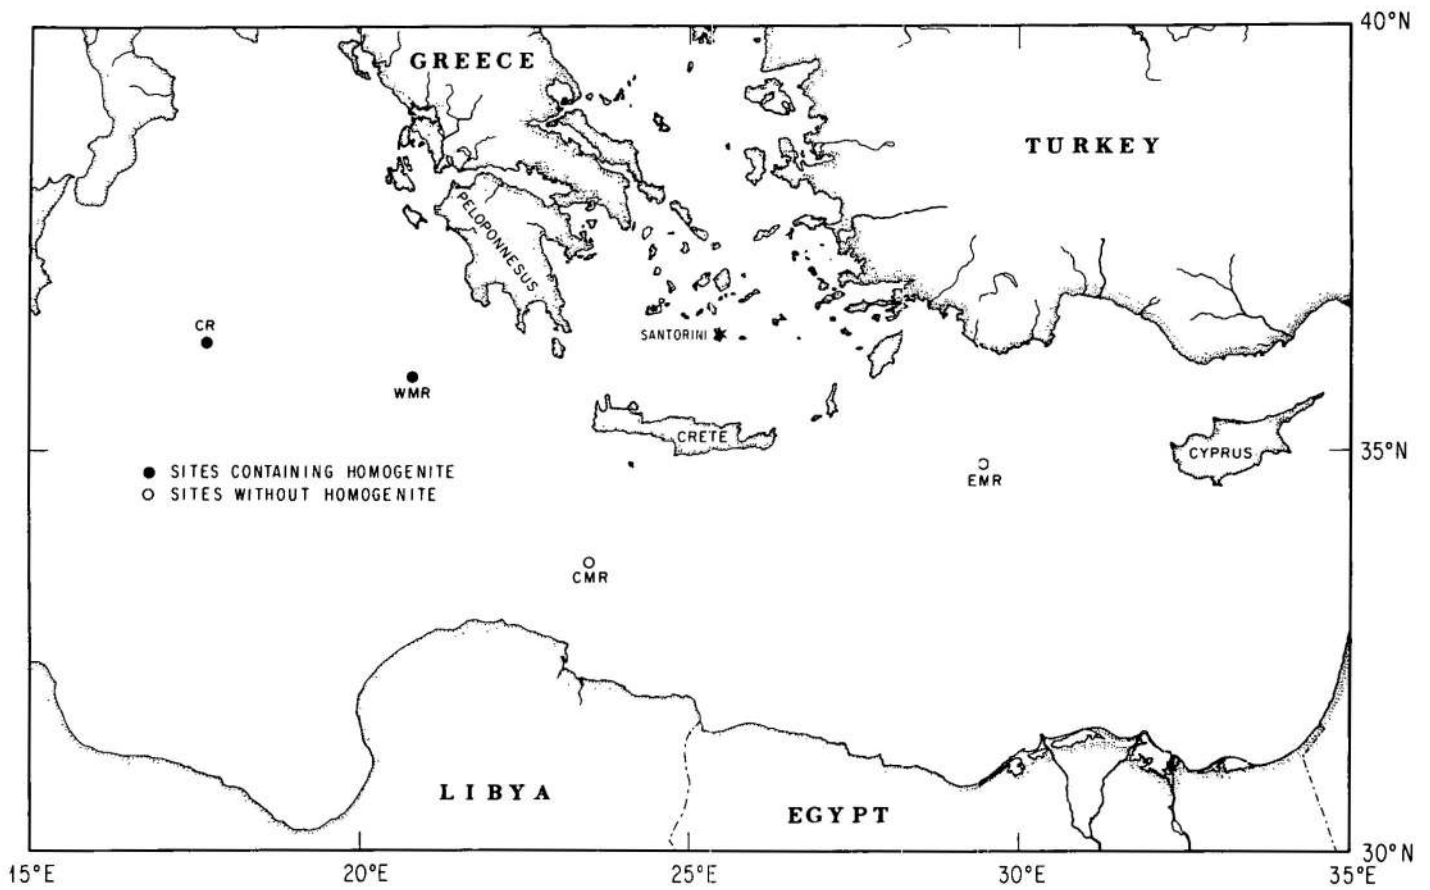 40°N
GREECE
TURKEY
PELOPONNESUS
CR
SANTORINI
WMR
CRETE
CYPRUS
35°N
● SITES CONTAINING HOMOGENITE
EMR
○ SITES WITHOUT HOMOGENITE
CMR
LIBYA
EGYPT
30°N
15°E
20°E
25°E
30°E
35°E